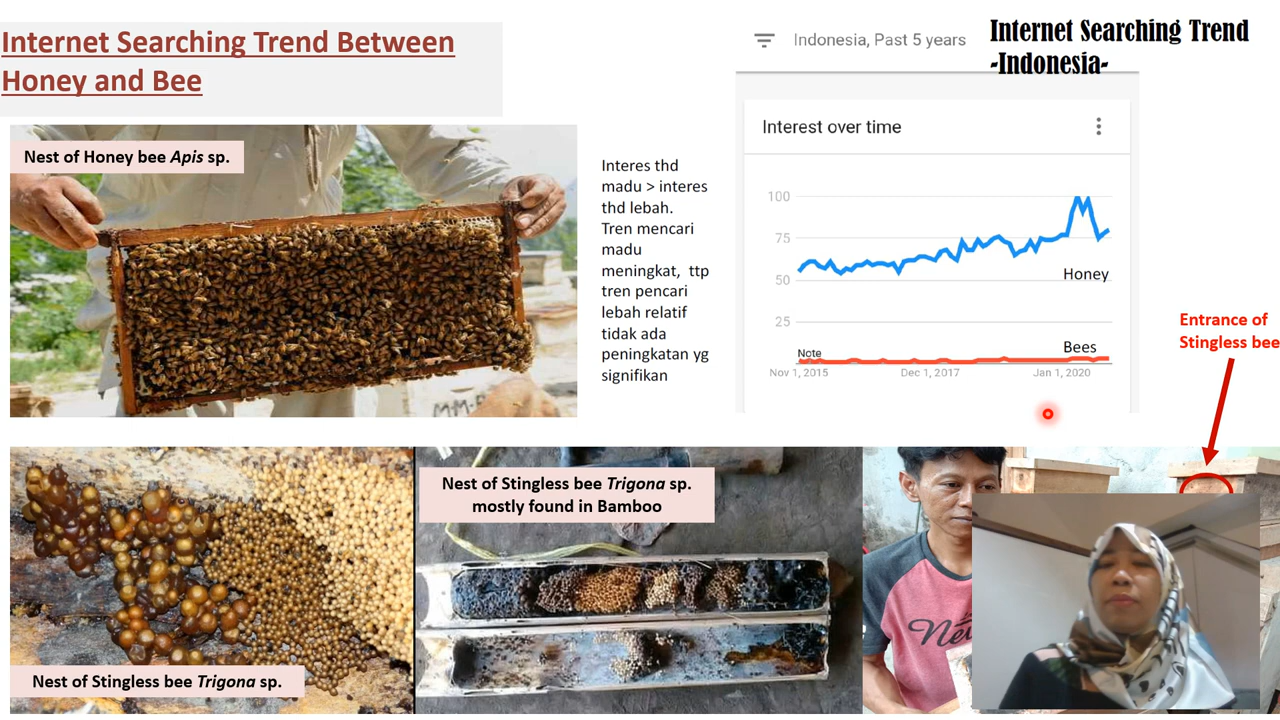 Internet Searching Trend Between
Honey and Bee
Nest of Honey bee Apis sp.
Interes thd
madu > interes
thd lebah.
Tren mencari
madu
meningkat, ttp
tren pencari
lebah relatif
tidak ada
peningkatan yg
signifikan
Indonesia, Past 5 years
Internet Searching Trend
-Indonesia-
Interest over time
100
75
50
25
Honey
Bees
Note
Nov 1, 2015
Dec 1, 2017
Jan 1, 2020
Entrance of
Stingless bee
Nest of Stingless bee Trigona sp.
Nest of Stingless bee Trigona sp.
mostly found in Bamboo